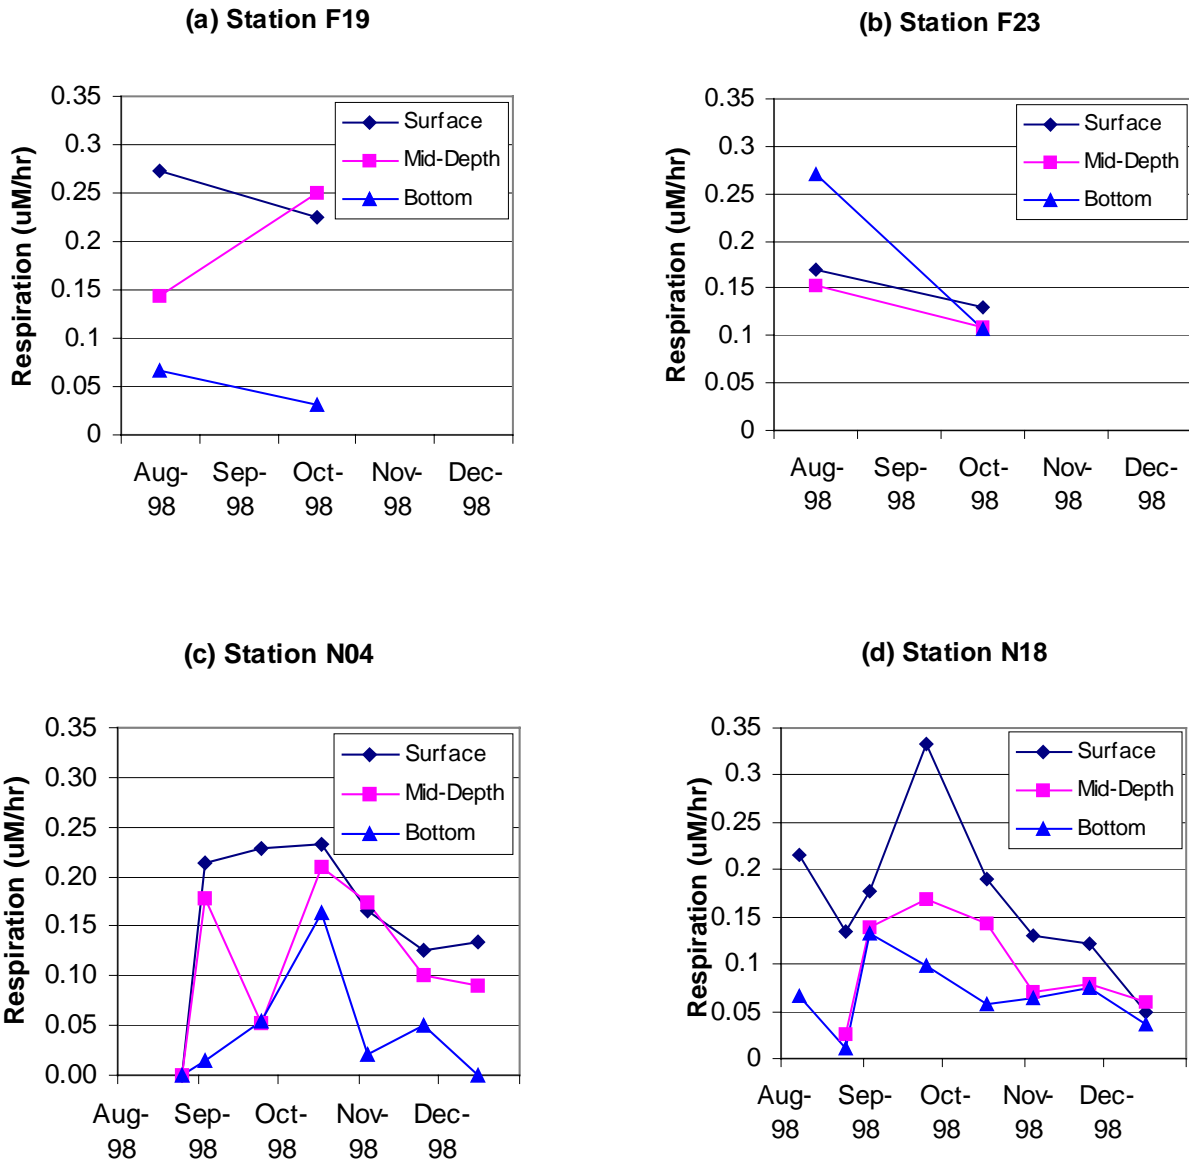 (a) Station F19
Respiration (uM/hr)
0.35
0.3
0.25
0.2
0.15
0.1
0.05
0
Surface
Mid-Depth
Bottom
Aug- Sep- Oct- Nov- Dec-
98 98 98 98 98
(b) Station F23
Respiration (uM/hr)
0.35
0.3
0.25
0.2
0.15
0.1
0.05
0
Surface
Mid-Depth
Bottom
Aug- Sep- Oct- Nov- Dec-
98 98 98 98 98
(c) Station N04
Respiration (uM/hr)
0.35
0.30
0.25
0.20
0.15
0.10
0.05
0.00
Surface
Mid-Depth
Bottom
Aug- Sep- Oct- Nov- Dec-
98 98 98 98 98
(d) Station N18
Respiration (uM/hr)
0.35
0.3
0.25
0.2
0.15
0.1
0.05
0
Surface
Mid-Depth
Bottom
Aug- Sep- Oct- Nov- Dec-
98 98 98 98 98